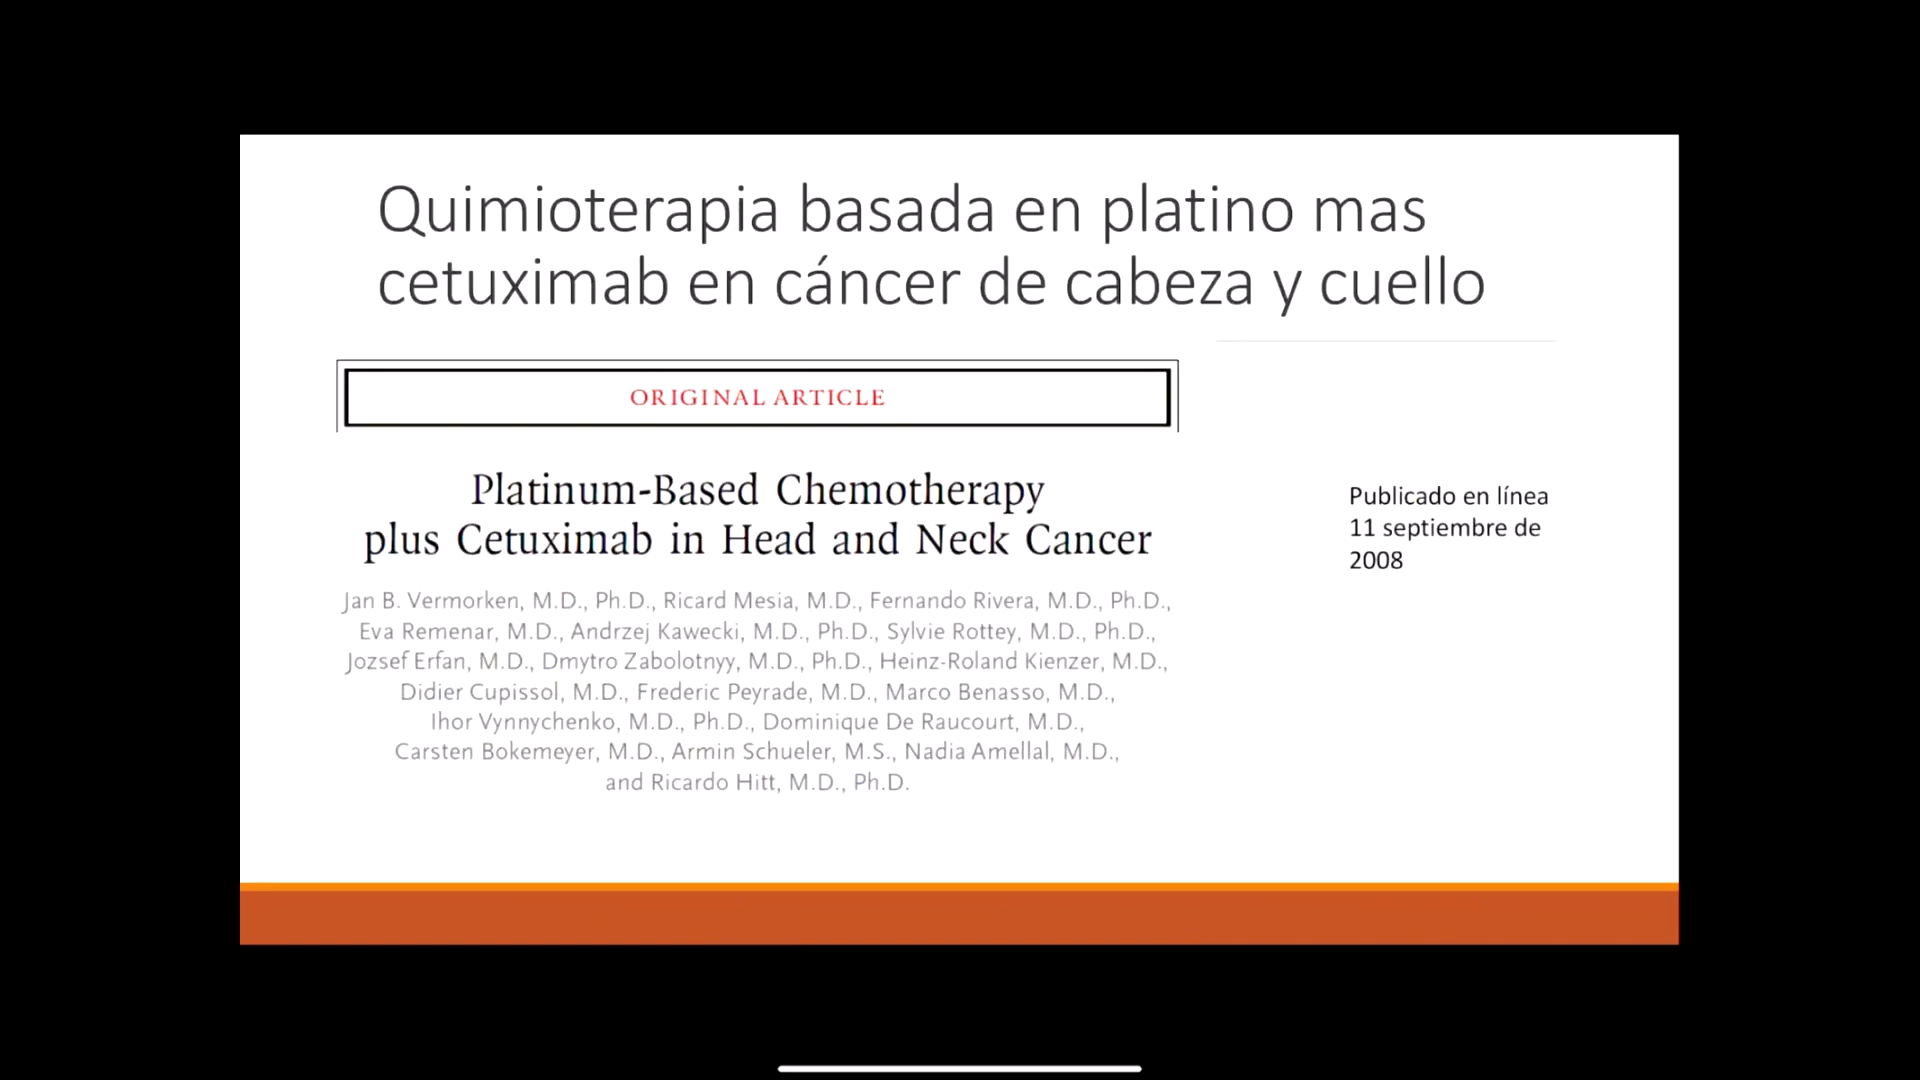 Quimioterapia basada en platino mas
cetuximab en cáncer de cabeza y cuello
ORIGINAL ARTICLE
Platinum-Based Chemotherapy
plus Cetuximab in Head and Neck Cancer
Jan B. Vermorken, M.D., Ph.D., Ricard Mesia, M.D., Fernando Rivera, M.D., Ph.D.,
Eva Remenar, M.D., Andrzej Kawecki, M.D., Ph.D., Sylvie Rottey, M.D., Ph.D.,
Jozsef Erfan, M.D., Dmytro Zabolotnyy, M.D., Ph.D., Heinz-Roland Kienzer, M.D.,
Didier Cupissol, M.D., Frederic Peyrade, M.D., Marco Benasso, M.D.,
Ihor Vynnychenko, M.D., Ph.D., Dominique De Raucourt, M.D.,
Carsten Bokemeyer, M.D., Armin Schueler, M.S., Nadia Amellal, M.D.,
and Ricardo Hitt, M.D., Ph.D.
Publicado en línea
11 septiembre de
2008